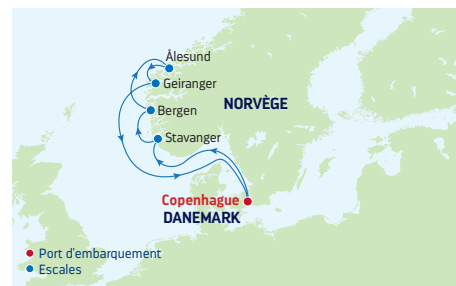 Ålesund
Geiranger
Bergen
NORVÈGE
Stavanger
Copenhague
DANEMARK
Port d'embarquement
Escales